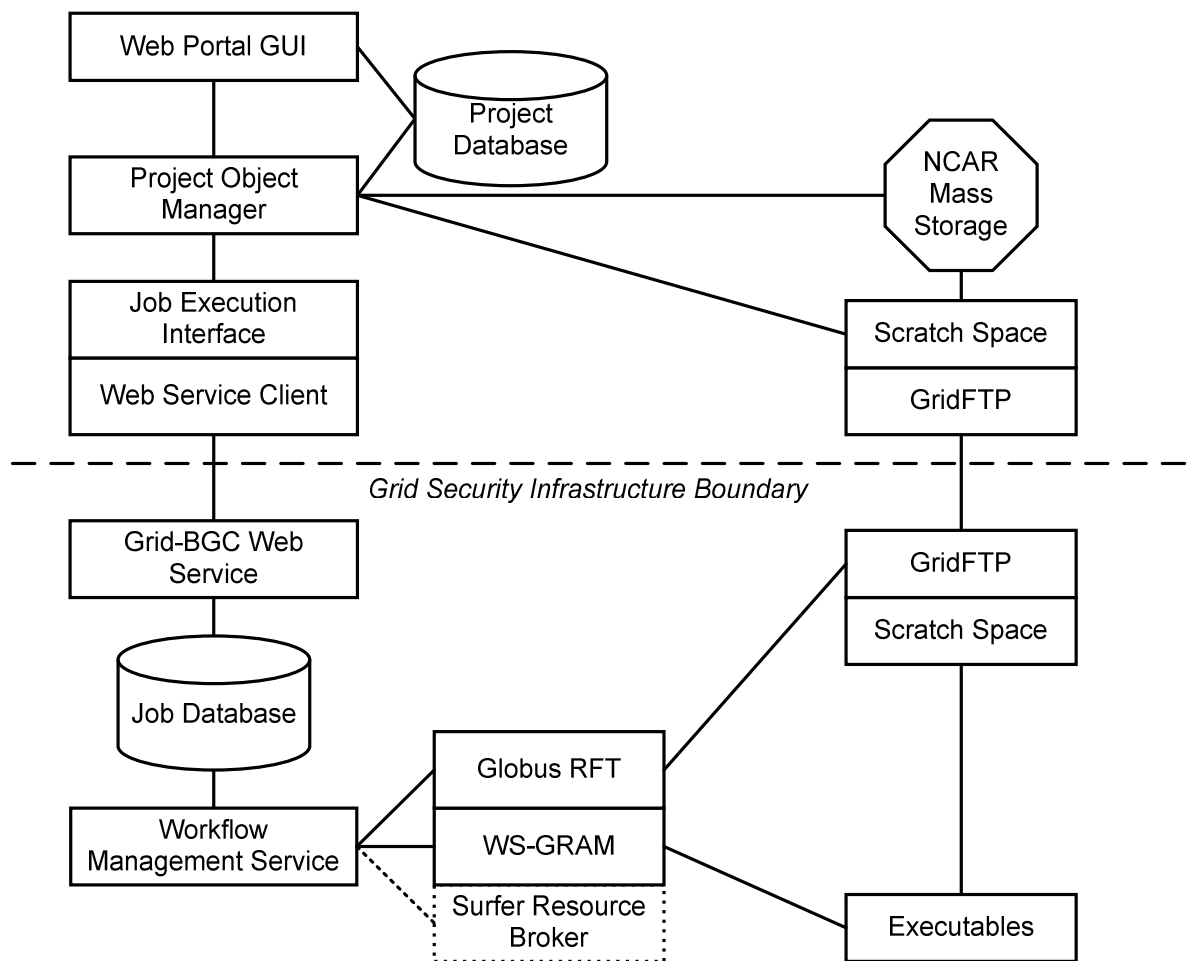 Web Portal GUI
Project
Database
Project Object
Manager
NCAR
Mass
Storage
Job Execution
Interface
Web Service Client
Scratch Space
GridFTP
Grid Security Infrastructure Boundary
Grid-BGC Web
Service
GridFTP
Scratch Space
Job Database
Globus RFT
Workflow
Management Service
WS-GRAM
Surfer Resource
Broker
Executables